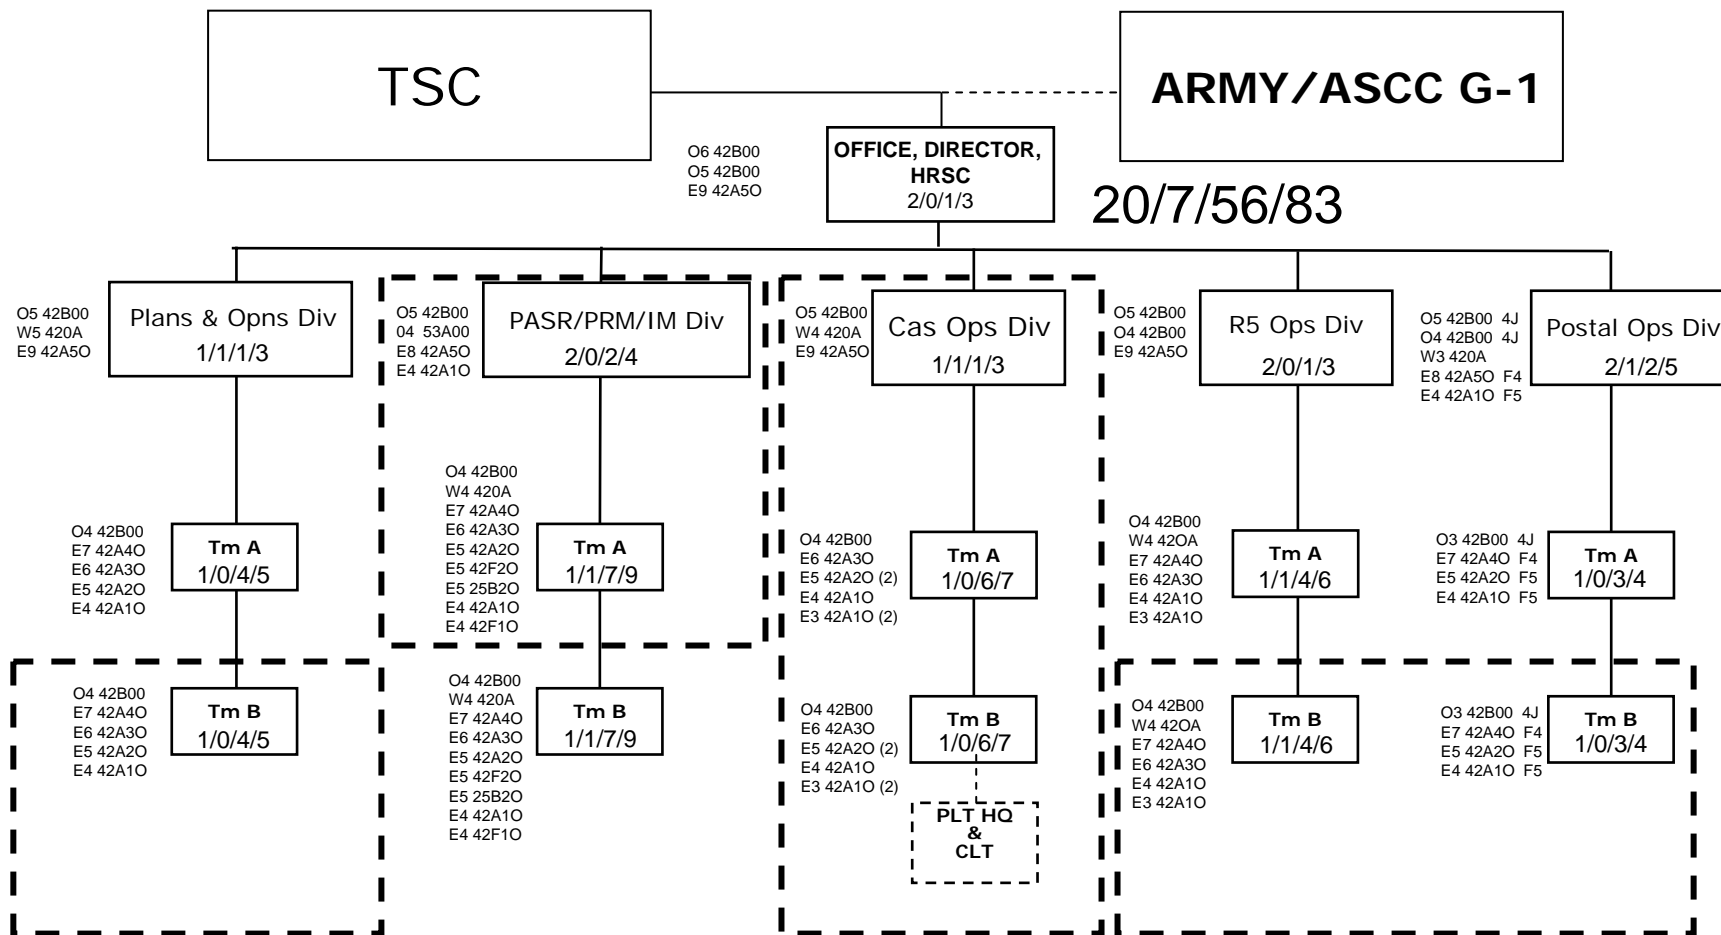 TSC
ARMY/ASCC G-1
O6 42B00
O5 42B00
E9 42A5O
OFFICE, DIRECTOR,
HRSC
2/0/1/3
20/7/56/83
O5 42B00
W5 420A
E9 42A5O
Plans & Opns Div
1/1/1/3
O5 42B00
04 53A00
E8 42A5O
E4 42A1O
PASR/PRM/IM Div
2/0/2/4
O5 42B00
W4 420A
E9 42A5O
Cas Ops Div
1/1/1/3
O5 42B00
O4 42B00
E9 42A5O
R5 Ops Div
2/0/1/3
O5 42B00 4J
O4 42B00 4J
W3 420A
E8 42A5O F4
E4 42A1O F5
Postal Ops Div
2/1/2/5
O4 42B00
E7 42A4O
E6 42A3O
E5 42A2O
E4 42A1O
Tm A
1/0/4/5
O4 42B00
W4 420A
E7 42A4O
E6 42A3O
E5 42A2O
E5 42F2O
E5 25B2O
E4 42A1O
E4 42F1O
Tm A
1/1/7/9
O4 42B00
E6 42A3O
E5 42A2O (2)
E4 42A1O
E3 42A1O (2)
Tm A
1/0/6/7
O4 42B00
W4 42OA
E7 42A4O
E6 42A3O
E4 42A1O
E3 42A1O
Tm A
1/1/4/6
O3 42B00 4J
E7 42A4O F4
E5 42A2O F5
E4 42A1O F5
Tm A
1/0/3/4
O4 42B00
E7 42A4O
E6 42A3O
E5 42A2O
E4 42A1O
Tm B
1/0/4/5
O4 42B00
W4 420A
E7 42A4O
E6 42A3O
E5 42A2O
E5 42F2O
E5 25B2O
E4 42A1O
E4 42F1O
Tm B
1/1/7/9
O4 42B00
E6 42A3O
E5 42A2O (2)
E4 42A1O
E3 42A1O (2)
Tm B
1/0/6/7
PLT HQ
&
CLT
O4 42B00
W4 42OA
E7 42A4O
E6 42A3O
E4 42A1O
E3 42A1O
Tm B
1/1/4/6
O3 42B00 4J
E7 42A4O F4
E5 42A2O F5
E4 42A1O F5
Tm B
1/0/3/4